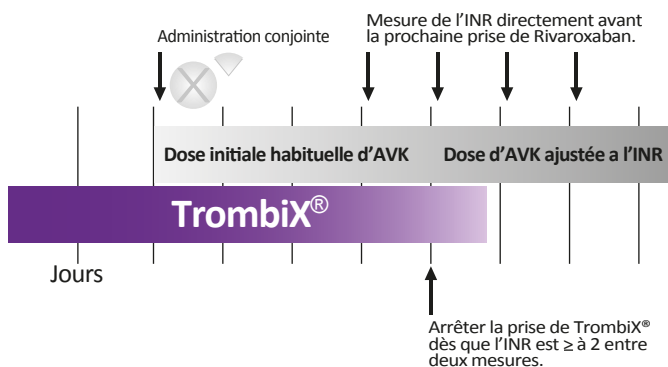 Administration conjointe
Mesure de l'INR directement avant
la prochaine prise de Rivaroxaban.
Dose initiale habituelle d'AVK
Dose d'AVK ajustée a l'INR
TrombiX®
Jours
Arrêter la prise de TrombiX®
dès que l'INR est ≥ à 2 entre
deux mesures.